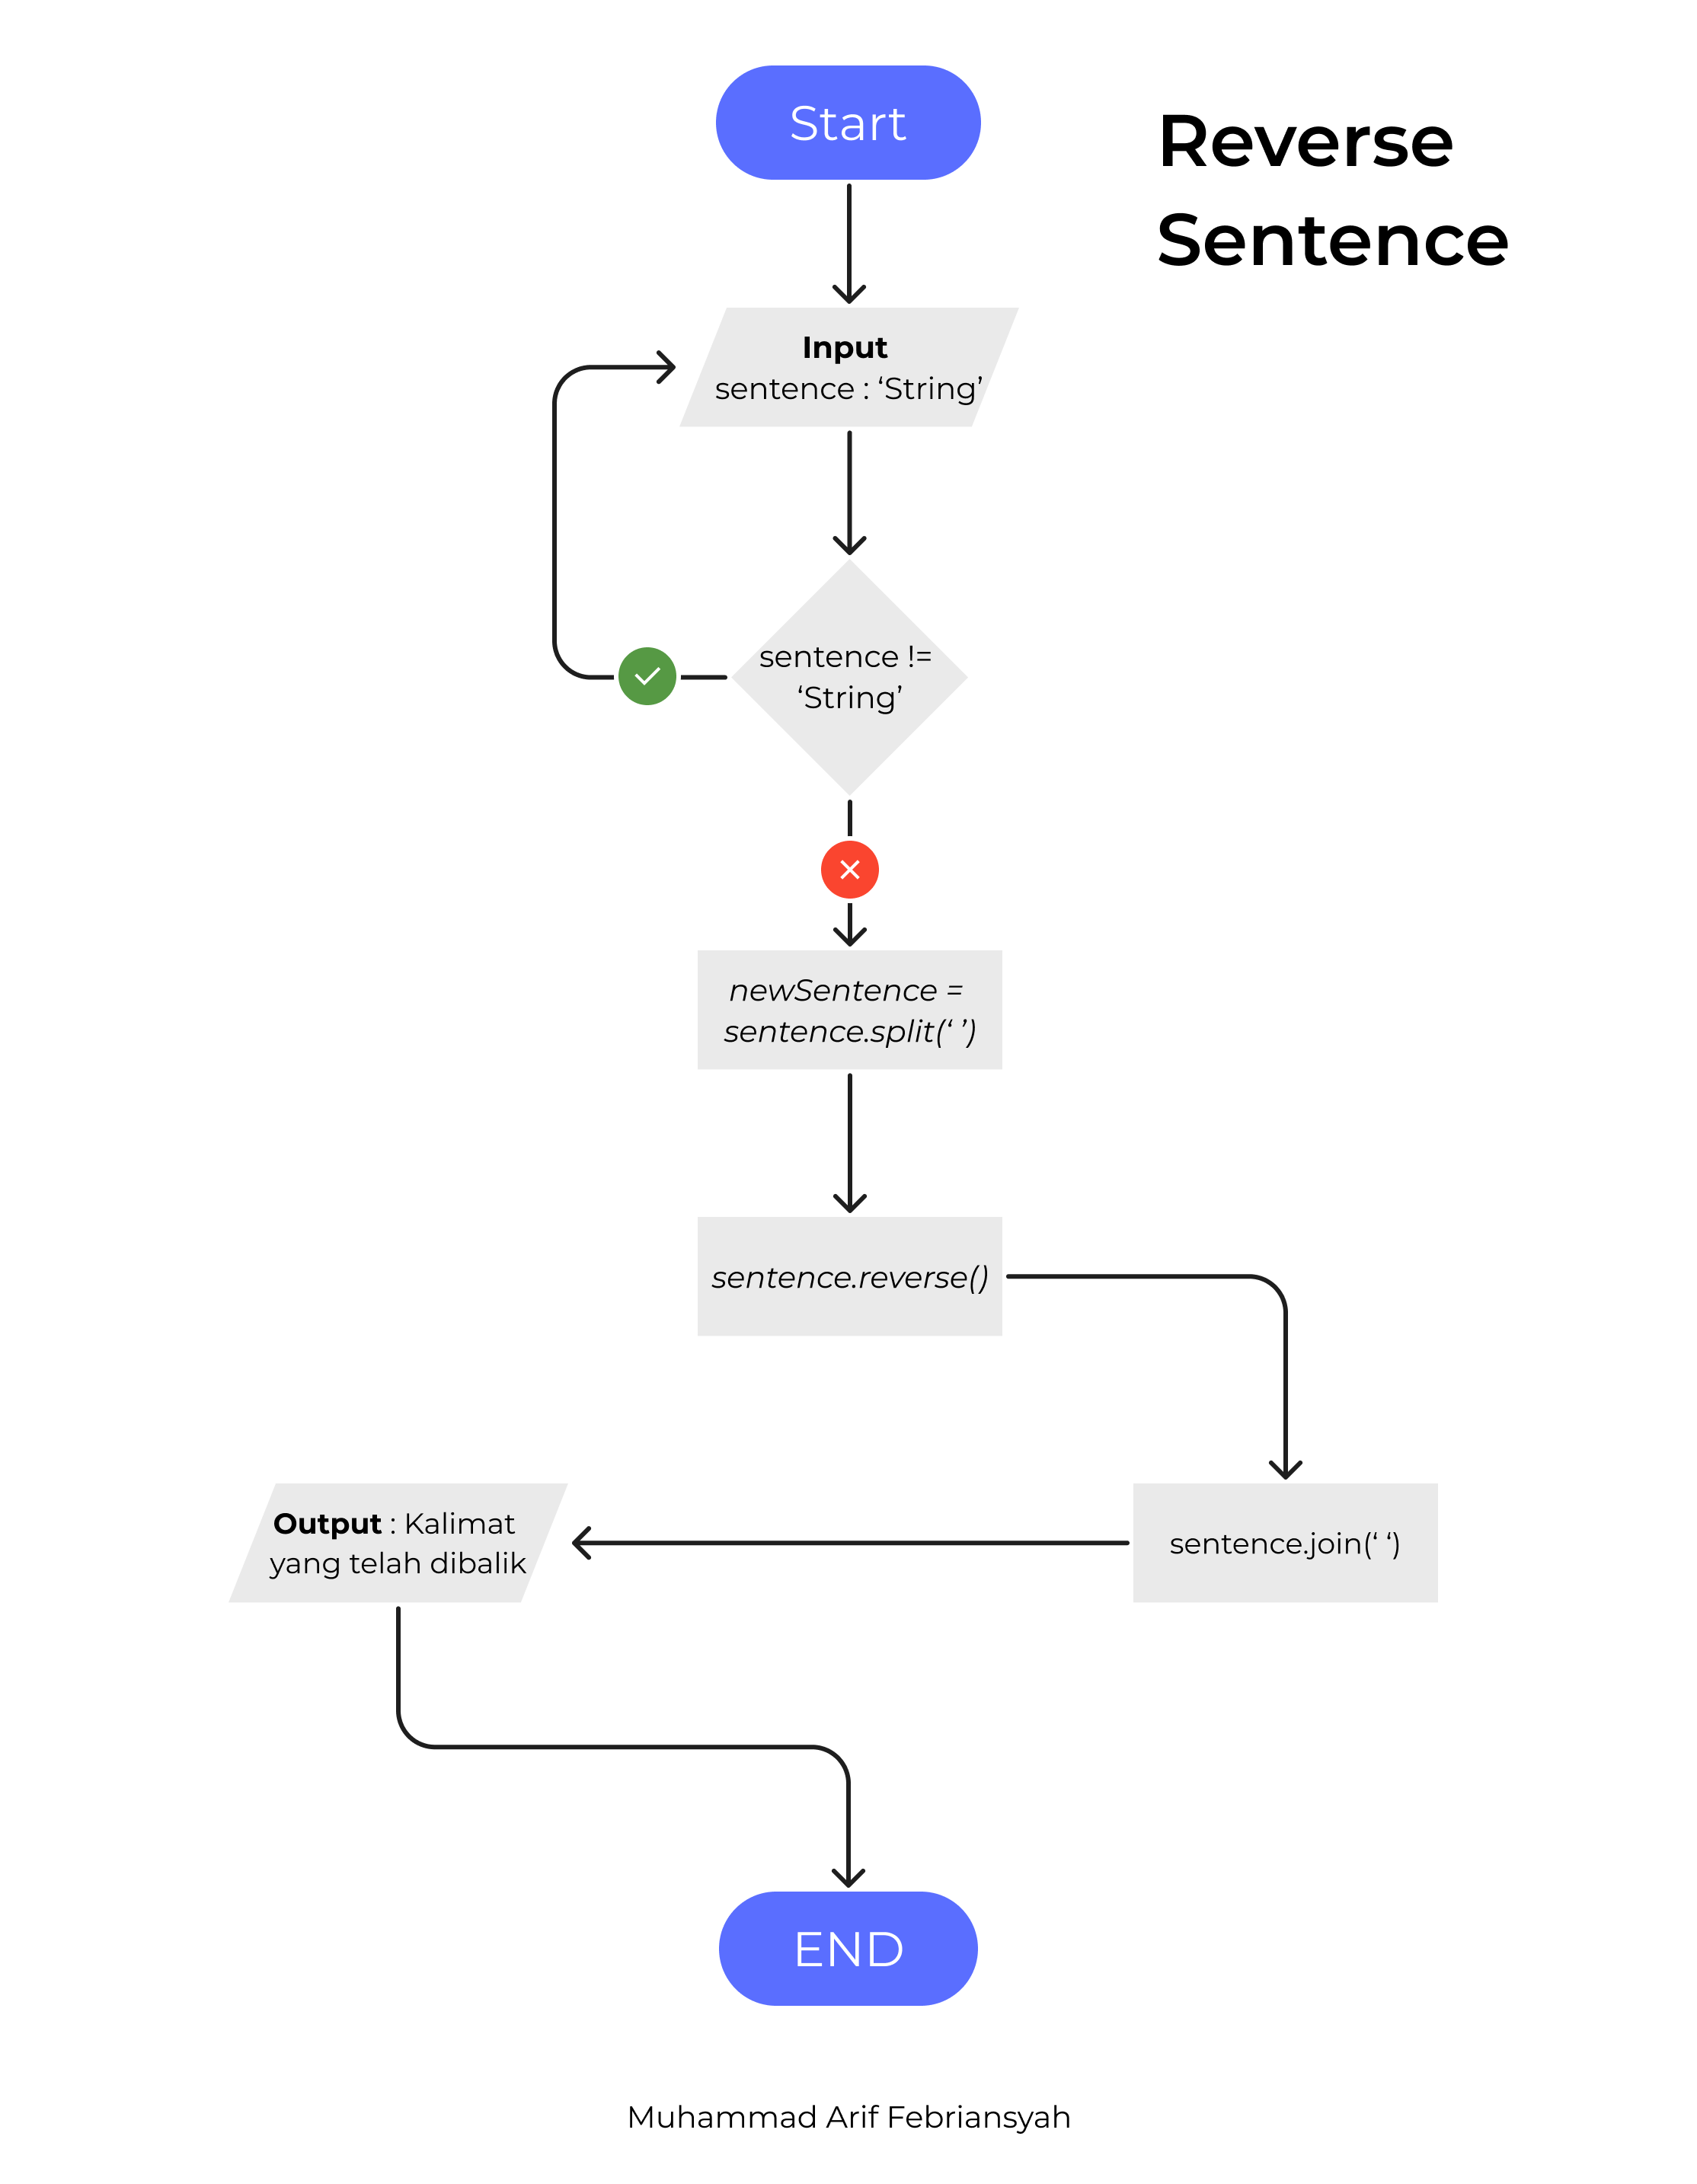 Start
Reverse
Sentence
Input
sentence : ‘String’
sentence !=
‘String’
newSentence =
sentence.split(‘ ’)
sentence.reverse()
Output : Kalimat
yang telah dibalik
sentence.join(‘ ‘)
END
Muhammad Arif Febriansyah